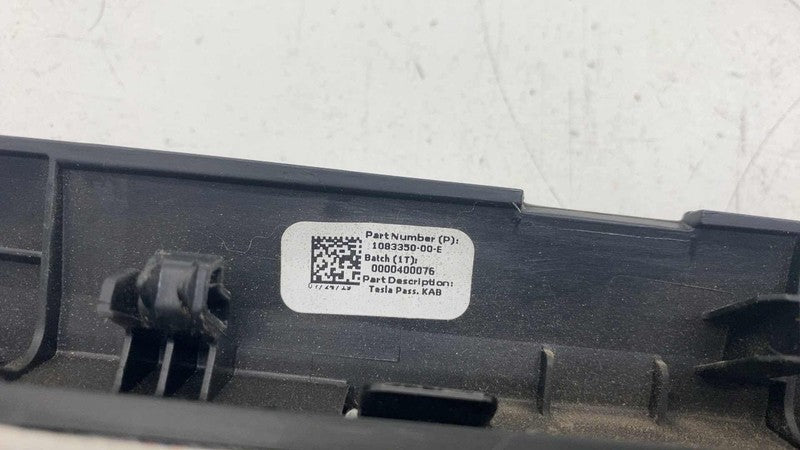 Part Number (P):
1083350-00-E
Batch (1T):
0000400076
Part Description:
Tesla Pass. KAB